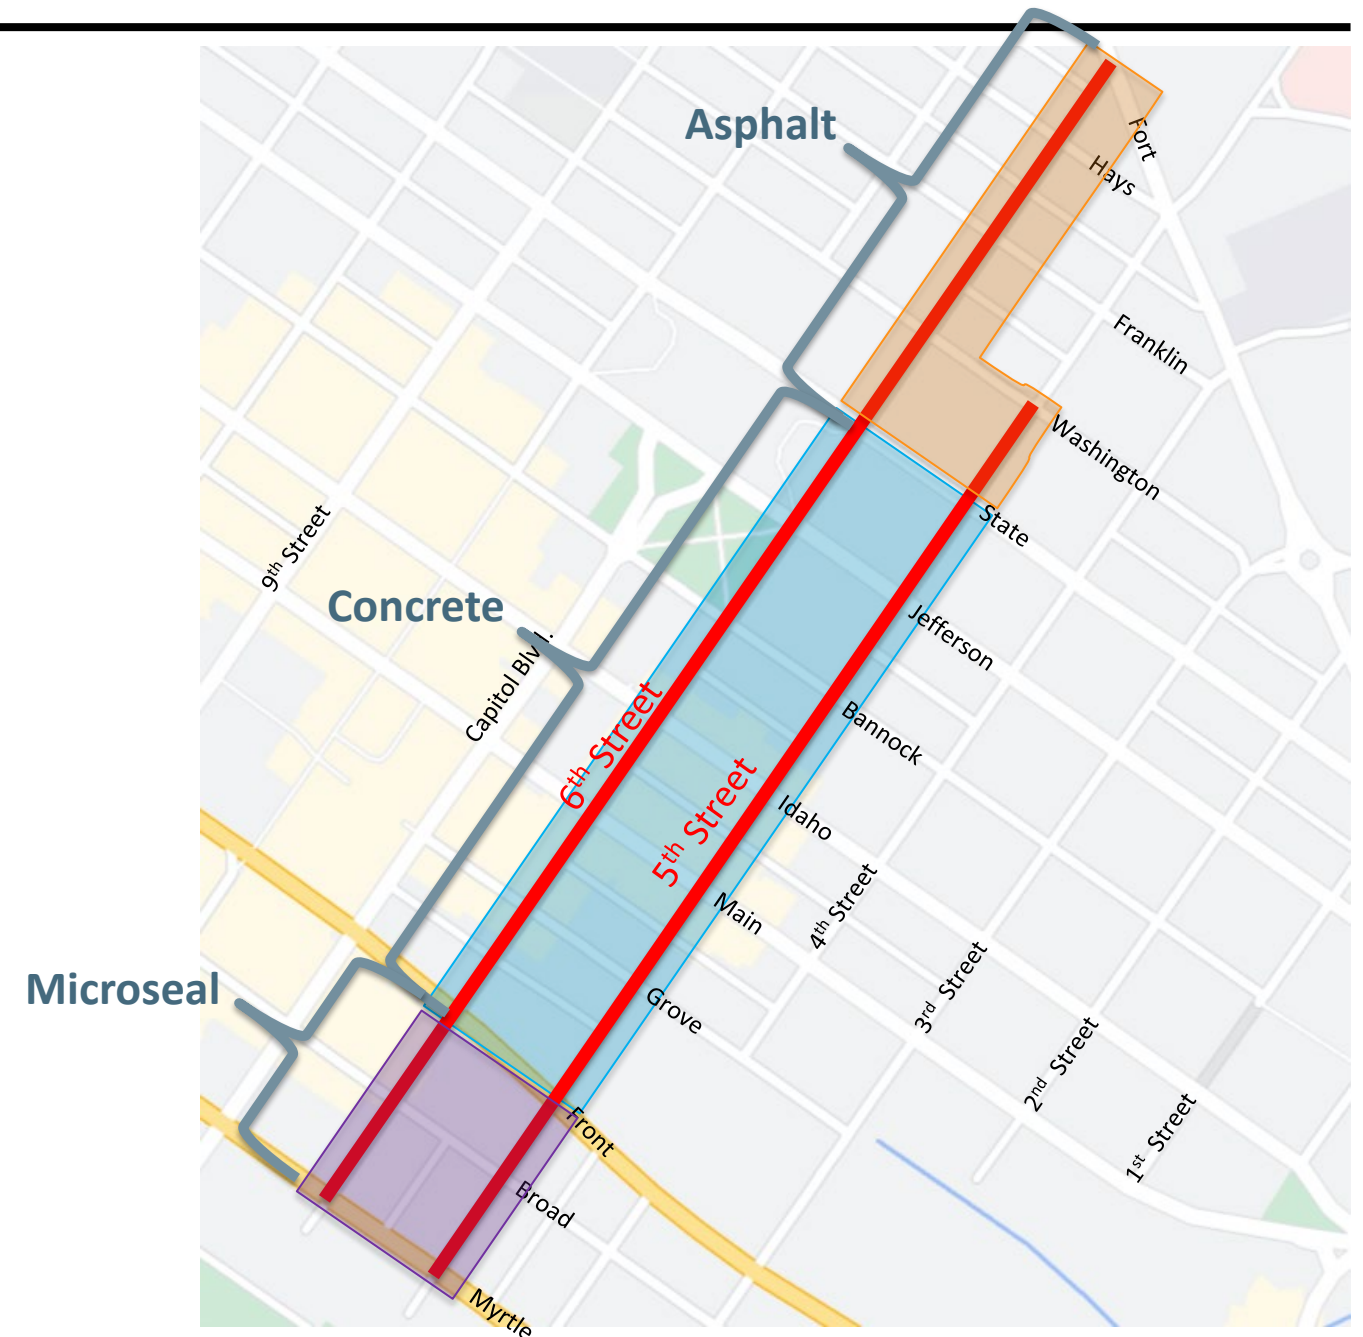 Asphalt
Fort
Hays
Franklin
Washington
State
9th Street
Concrete
Capitol Blvd.
Jefferson
6th Street
Bannock
5th Street
Idaho
Main
4th Street
Microseal
Grove
3rd Street
2nd Street
1st Street
Front
Broad
Myrtle